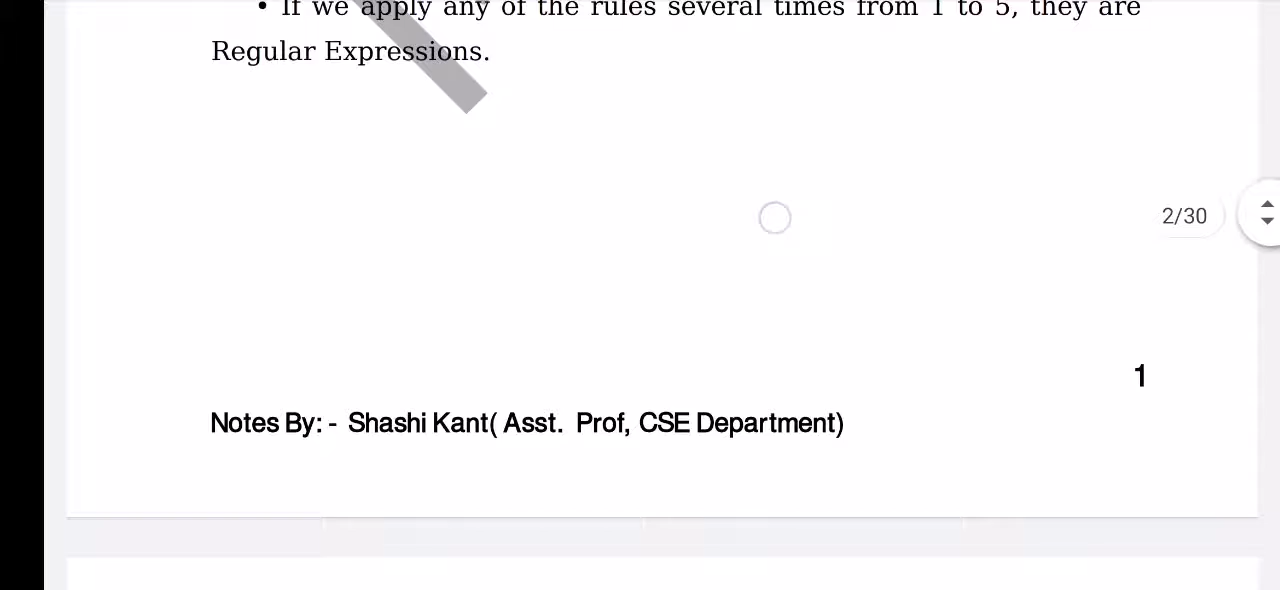 • If we apply any of the rules several times from 1 to 5, they are
Regular Expressions.
2/30
1
Notes By: - Shashi Kant( Asst. Prof, CSE Department)